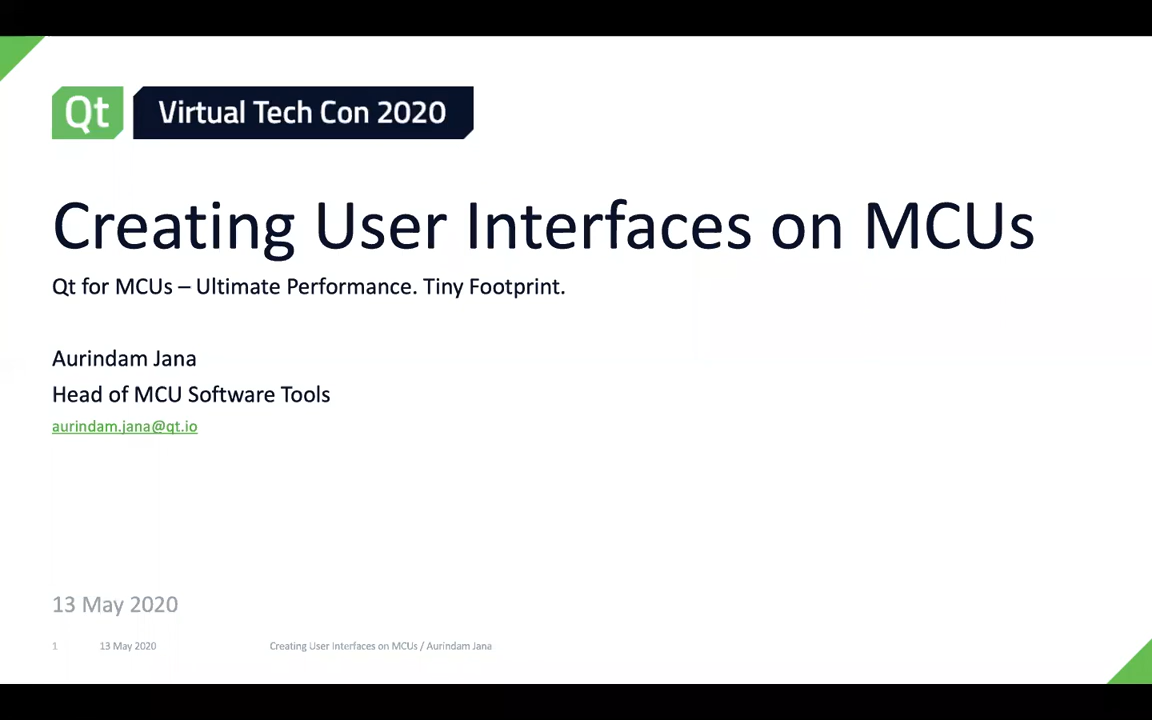 Qt Virtual Tech Con 2020
Creating User Interfaces on MCUs
Qt for MCUs – Ultimate Performance. Tiny Footprint.
Aurindam Jana
Head of MCU Software Tools
aurindam.jana@qt.io
13 May 2020
1 13 May 2020 Creating User Interfaces on MCUs / Aurindam Jana